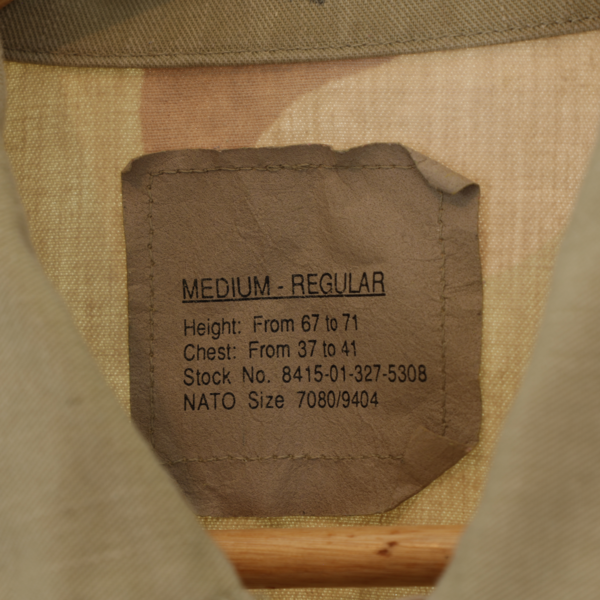 MEDIUM - REGULAR
Height: From 67 to 71
Chest: From 37 to 41
Stock No. 8415-01-327-5308
NATO Size 7080/9404